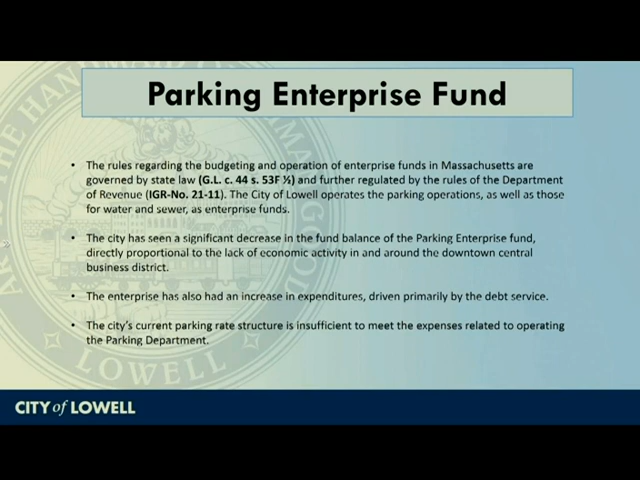 Parking Enterprise Fund
• The rules regarding the budgeting and operation of enterprise funds in Massachusetts are
governed by state law (G.L. c. 44 s. 53F ½) and further regulated by the rules of the Department
of Revenue (IGR-No. 21-11). The City of Lowell operates the parking operations, as well as those
for water and sewer, as enterprise funds.
• The city has seen a significant decrease in the fund balance of the Parking Enterprise fund,
directly proportional to the lack of economic activity in and around the downtown central
business district.
• The enterprise has also had an increase in expenditures, driven primarily by the debt service.
• The city's current parking rate structure is insufficient to meet the expenses related to operating
the Parking Department.
LOWELL
CITY of LOWELL